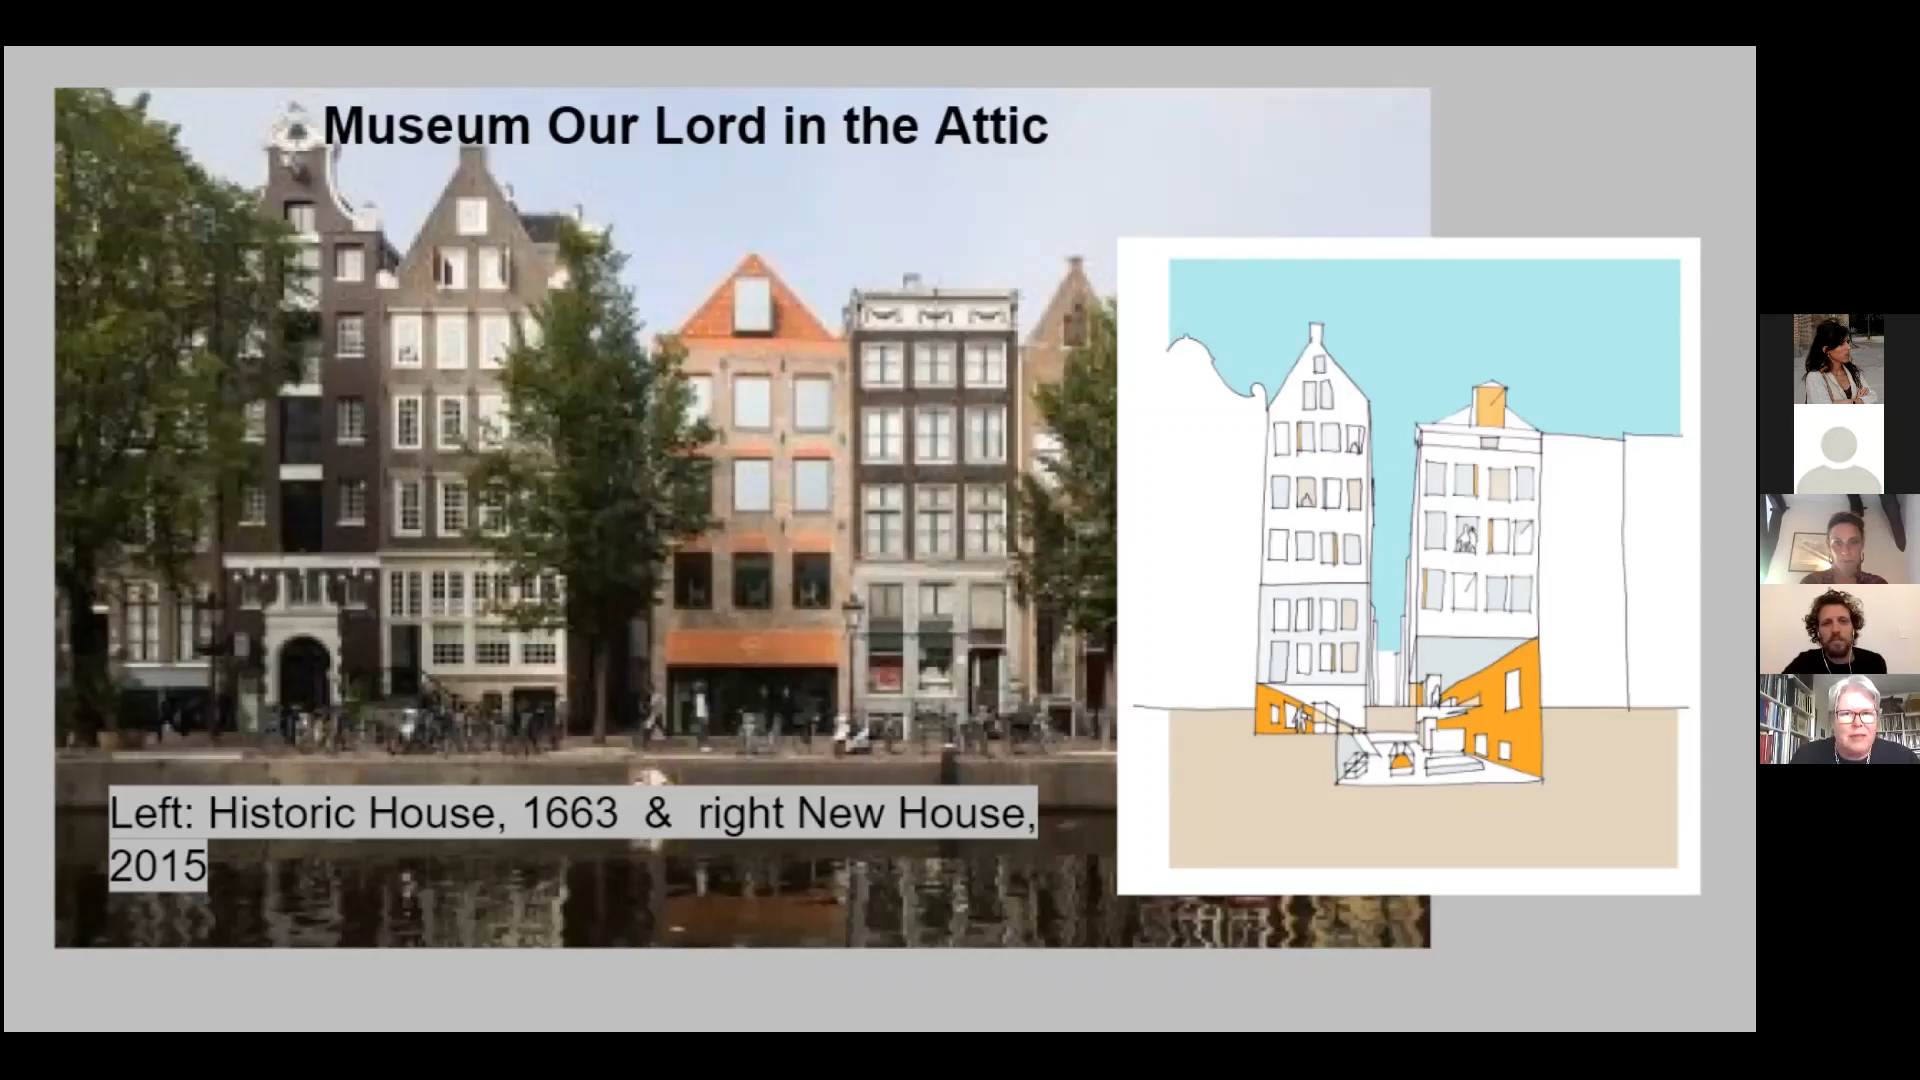 Museum Our Lord in the Attic
Left: Historic House, 1663 & right New House,
2015